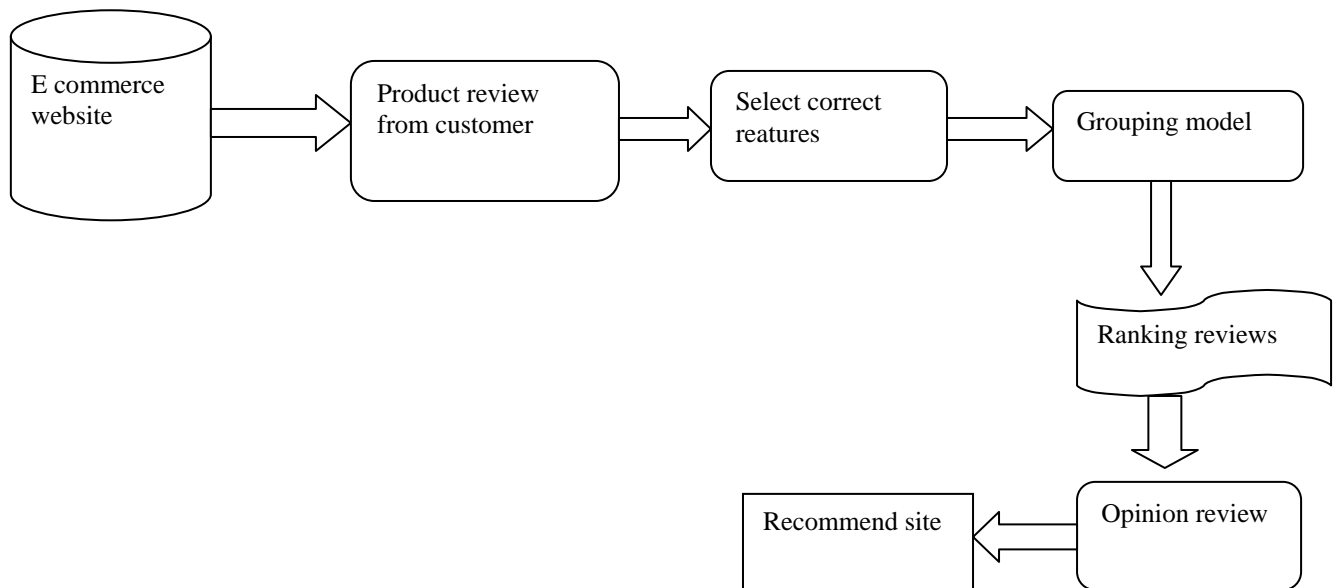 E commerce
website
Product review
from customer
Select correct
reatures
Grouping model
Ranking reviews
Opinion review
Recommend site